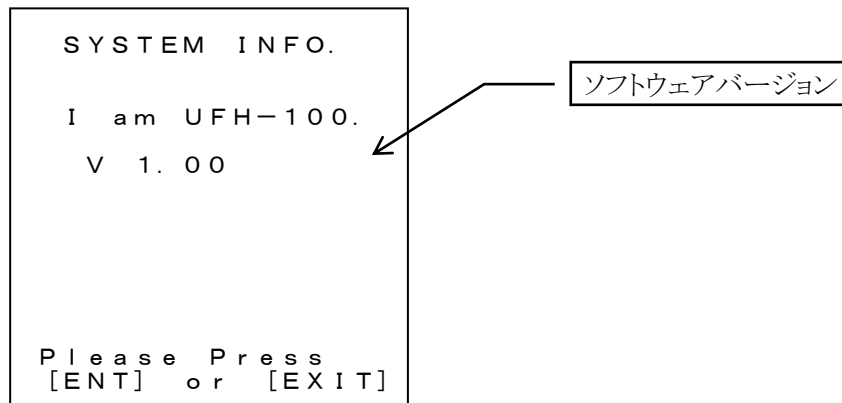 SYSTEM INFO.
ソフトウェアバージョン
I am UFH－100.
V 1.00
Please Press
[ENT] or [EXIT]